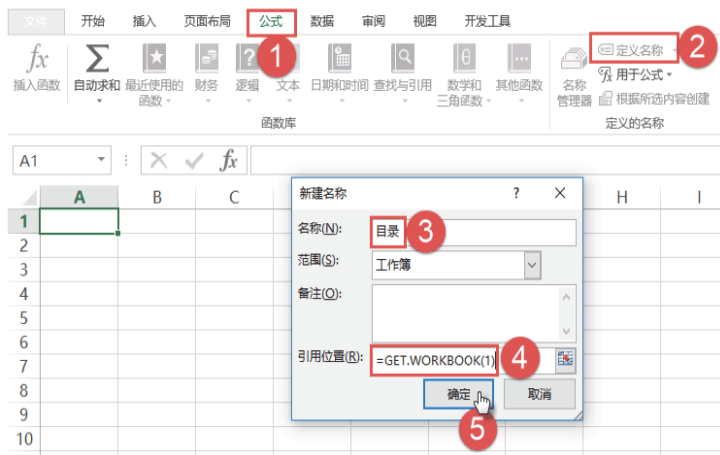 文件 开始 插入 页面布局 公式 数据 审阅 视图 开发工具
1
2
fx
Σ
?
θ
...
定义名称
用于公式
根据所选内容创建
插入函数 自动求和 最近使用的函数 财务 逻辑 文本 日期和时间 查找与引用 数学和三角函数 其他函数 名称管理器
函数库 定义的名称
A1 fx
A B C H I
1
2
3
4
5
6
7
8
9
10
新建名称 ? ×
名称(N): 目录 3
范围(S): 工作簿
备注(O):
引用位置(R): =GET.WORKBOOK(1) 4
确定 取消
5